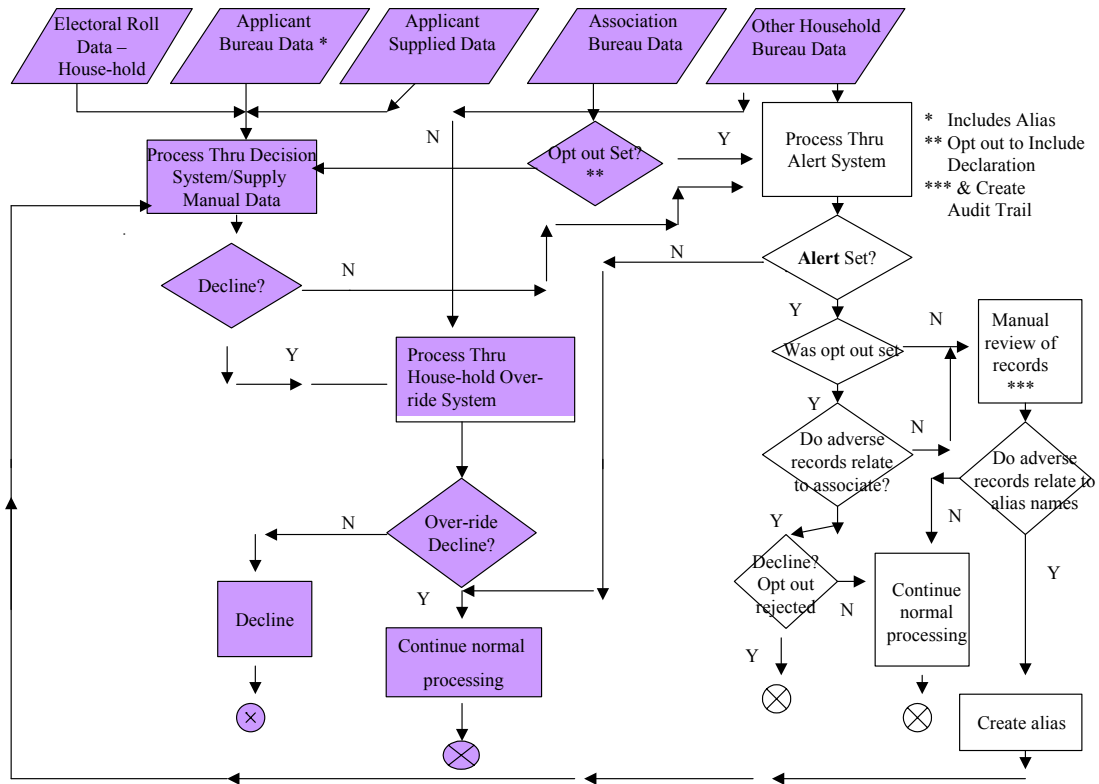 Electoral Roll
Data –
House-hold
Applicant
Bureau Data *
Applicant
Supplied Data
Association
Bureau Data
Other Household
Bureau Data
N
Y
Process Thru Decision
System/Supply
Manual Data
Opt out Set?
**
Process Thru
Alert System
* Includes Alias
** Opt out to Include
Declaration
*** & Create
Audit Trail
Decline?
N
N
Alert Set?
Y
Y
Process Thru
House-hold Over-
ride System
Was opt out set
N
Manual
review of
records
***
Y
Do adverse
records relate
to associate?
N
Do adverse
records relate to
alias names
N
Over-ride
Decline?
Y
N
Decline?
Opt out
rejected
N
Y
Decline
Y
Continue
normal
processing
Continue normal
processing
Y
Create alias